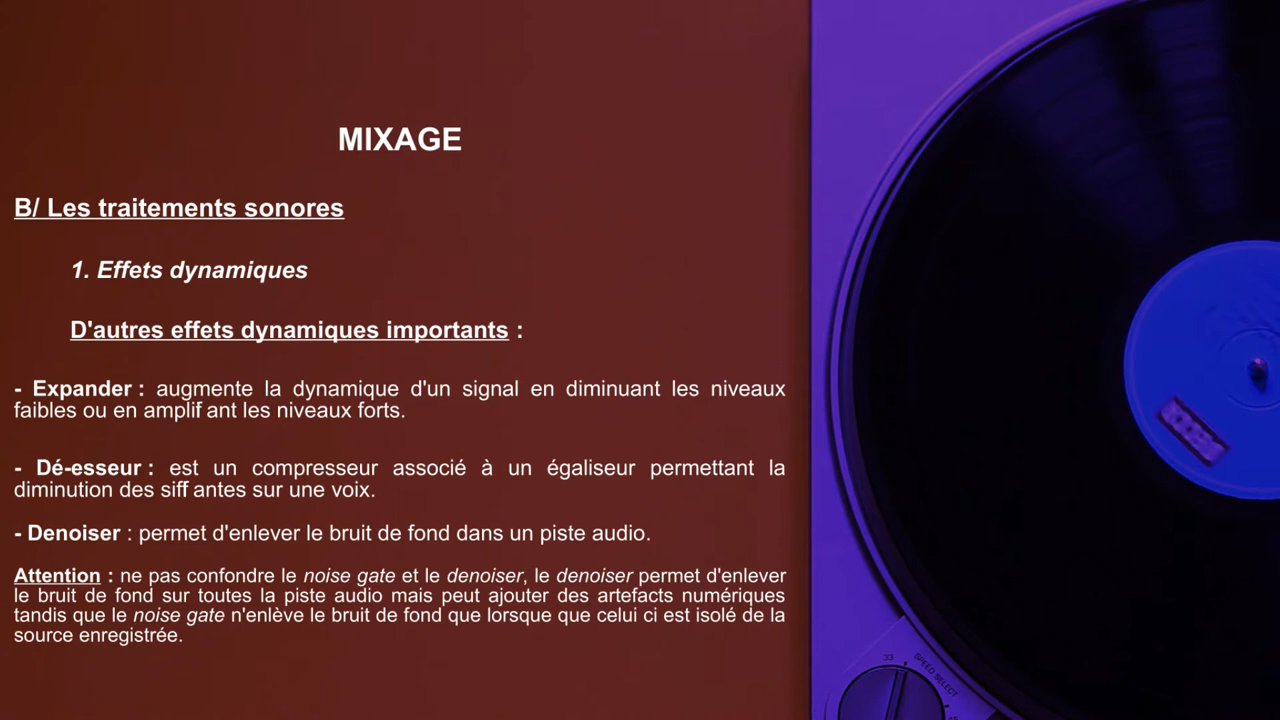 MIXAGE
B/ Les traitements sonores
1. Effets dynamiques
D'autres effets dynamiques importants :
- Expander : augmente la dynamique d'un signal en diminuant les niveaux
faibles ou en amplif ant les niveaux forts.
- Dé-esseur : est un compresseur associé à un égaliseur permettant la
diminution des siff antes sur une voix.
- Denoiser : permet d'enlever le bruit de fond dans un piste audio.
Attention : ne pas confondre le noise gate et le denoiser, le denoiser permet d'enlever
le bruit de fond sur toutes la piste audio mais peut ajouter des artefacts numériques
tandis que le noise gate n'enlève le bruit de fond que lorsque que celui ci est isolé de la
source enregistrée.
33
SPEED SELECT